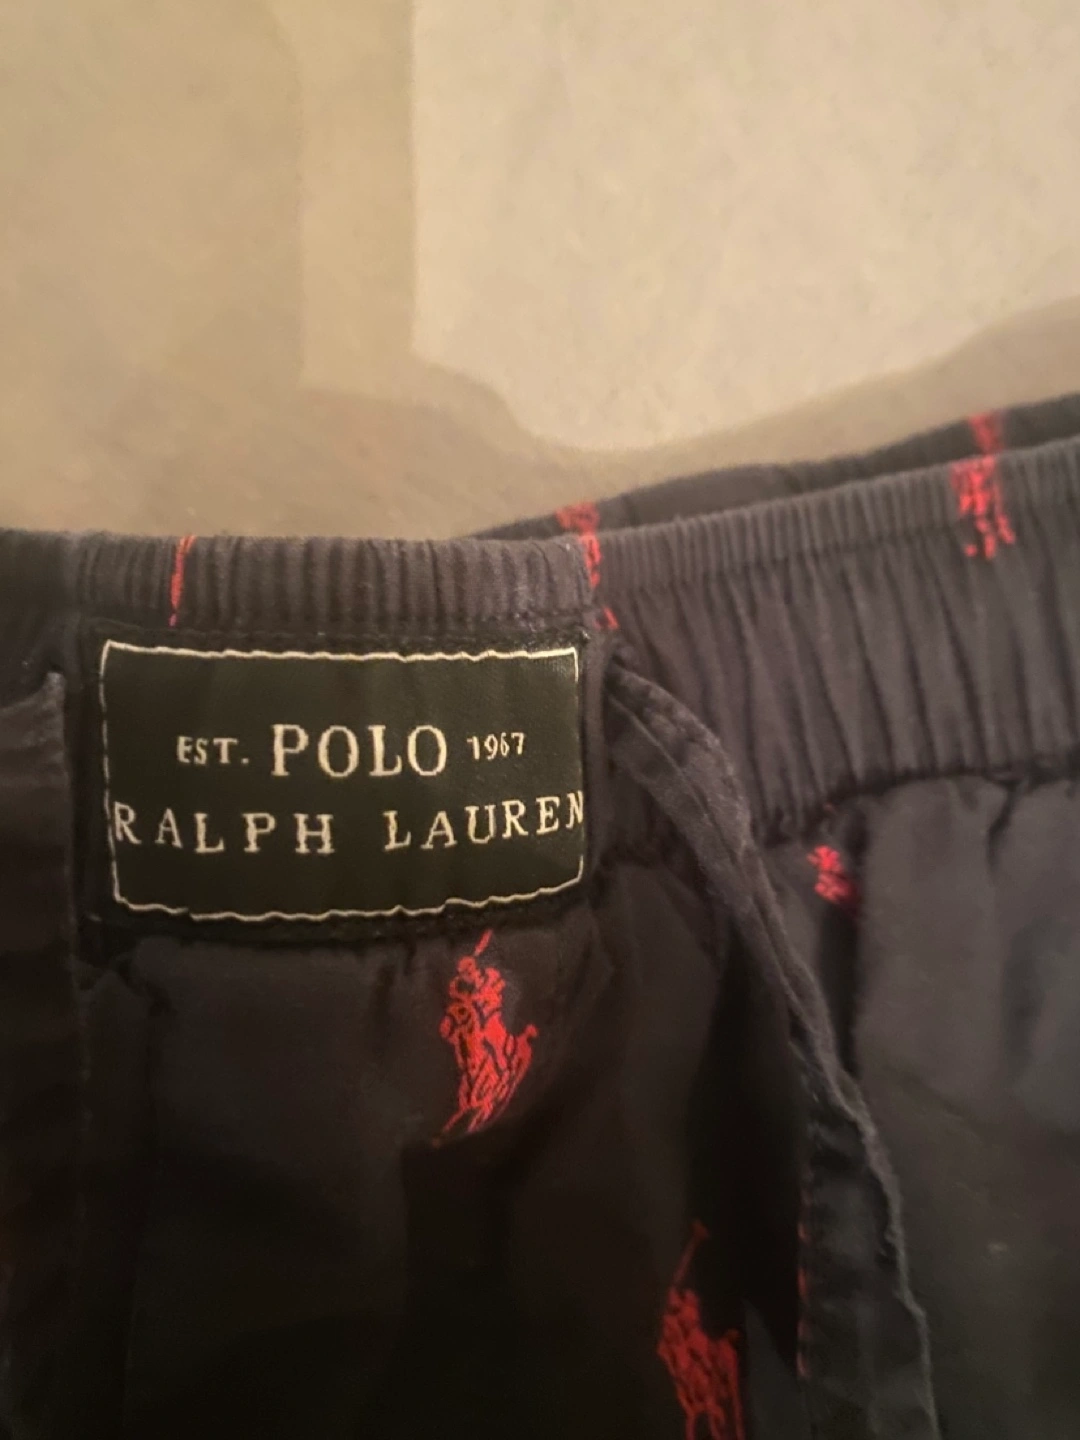 EST. POLO 1967
RALPH LAUREN